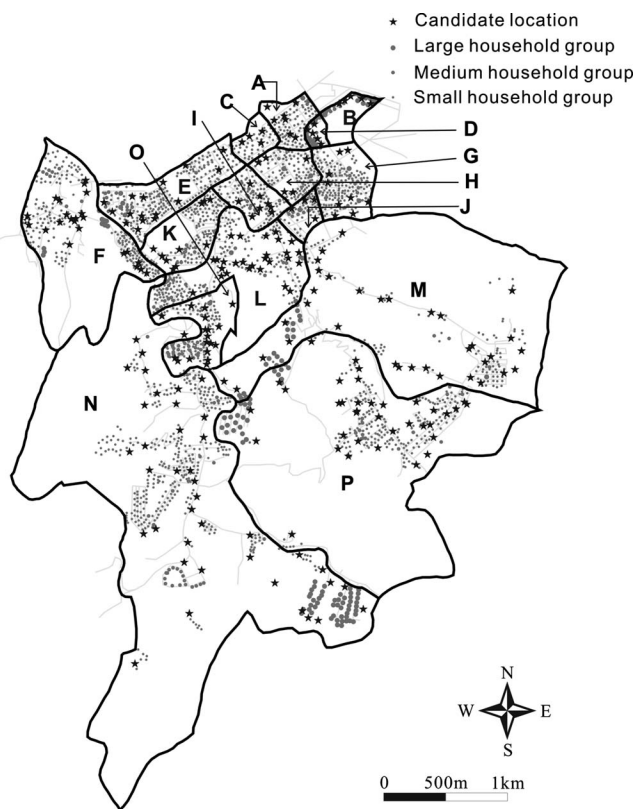 Candidate location
Large household group
Medium household group
Small household group
A
C
B
I
D
O
G
E
H
J
K
F
L
M
N
P
N
W E
S
0 500m 1km